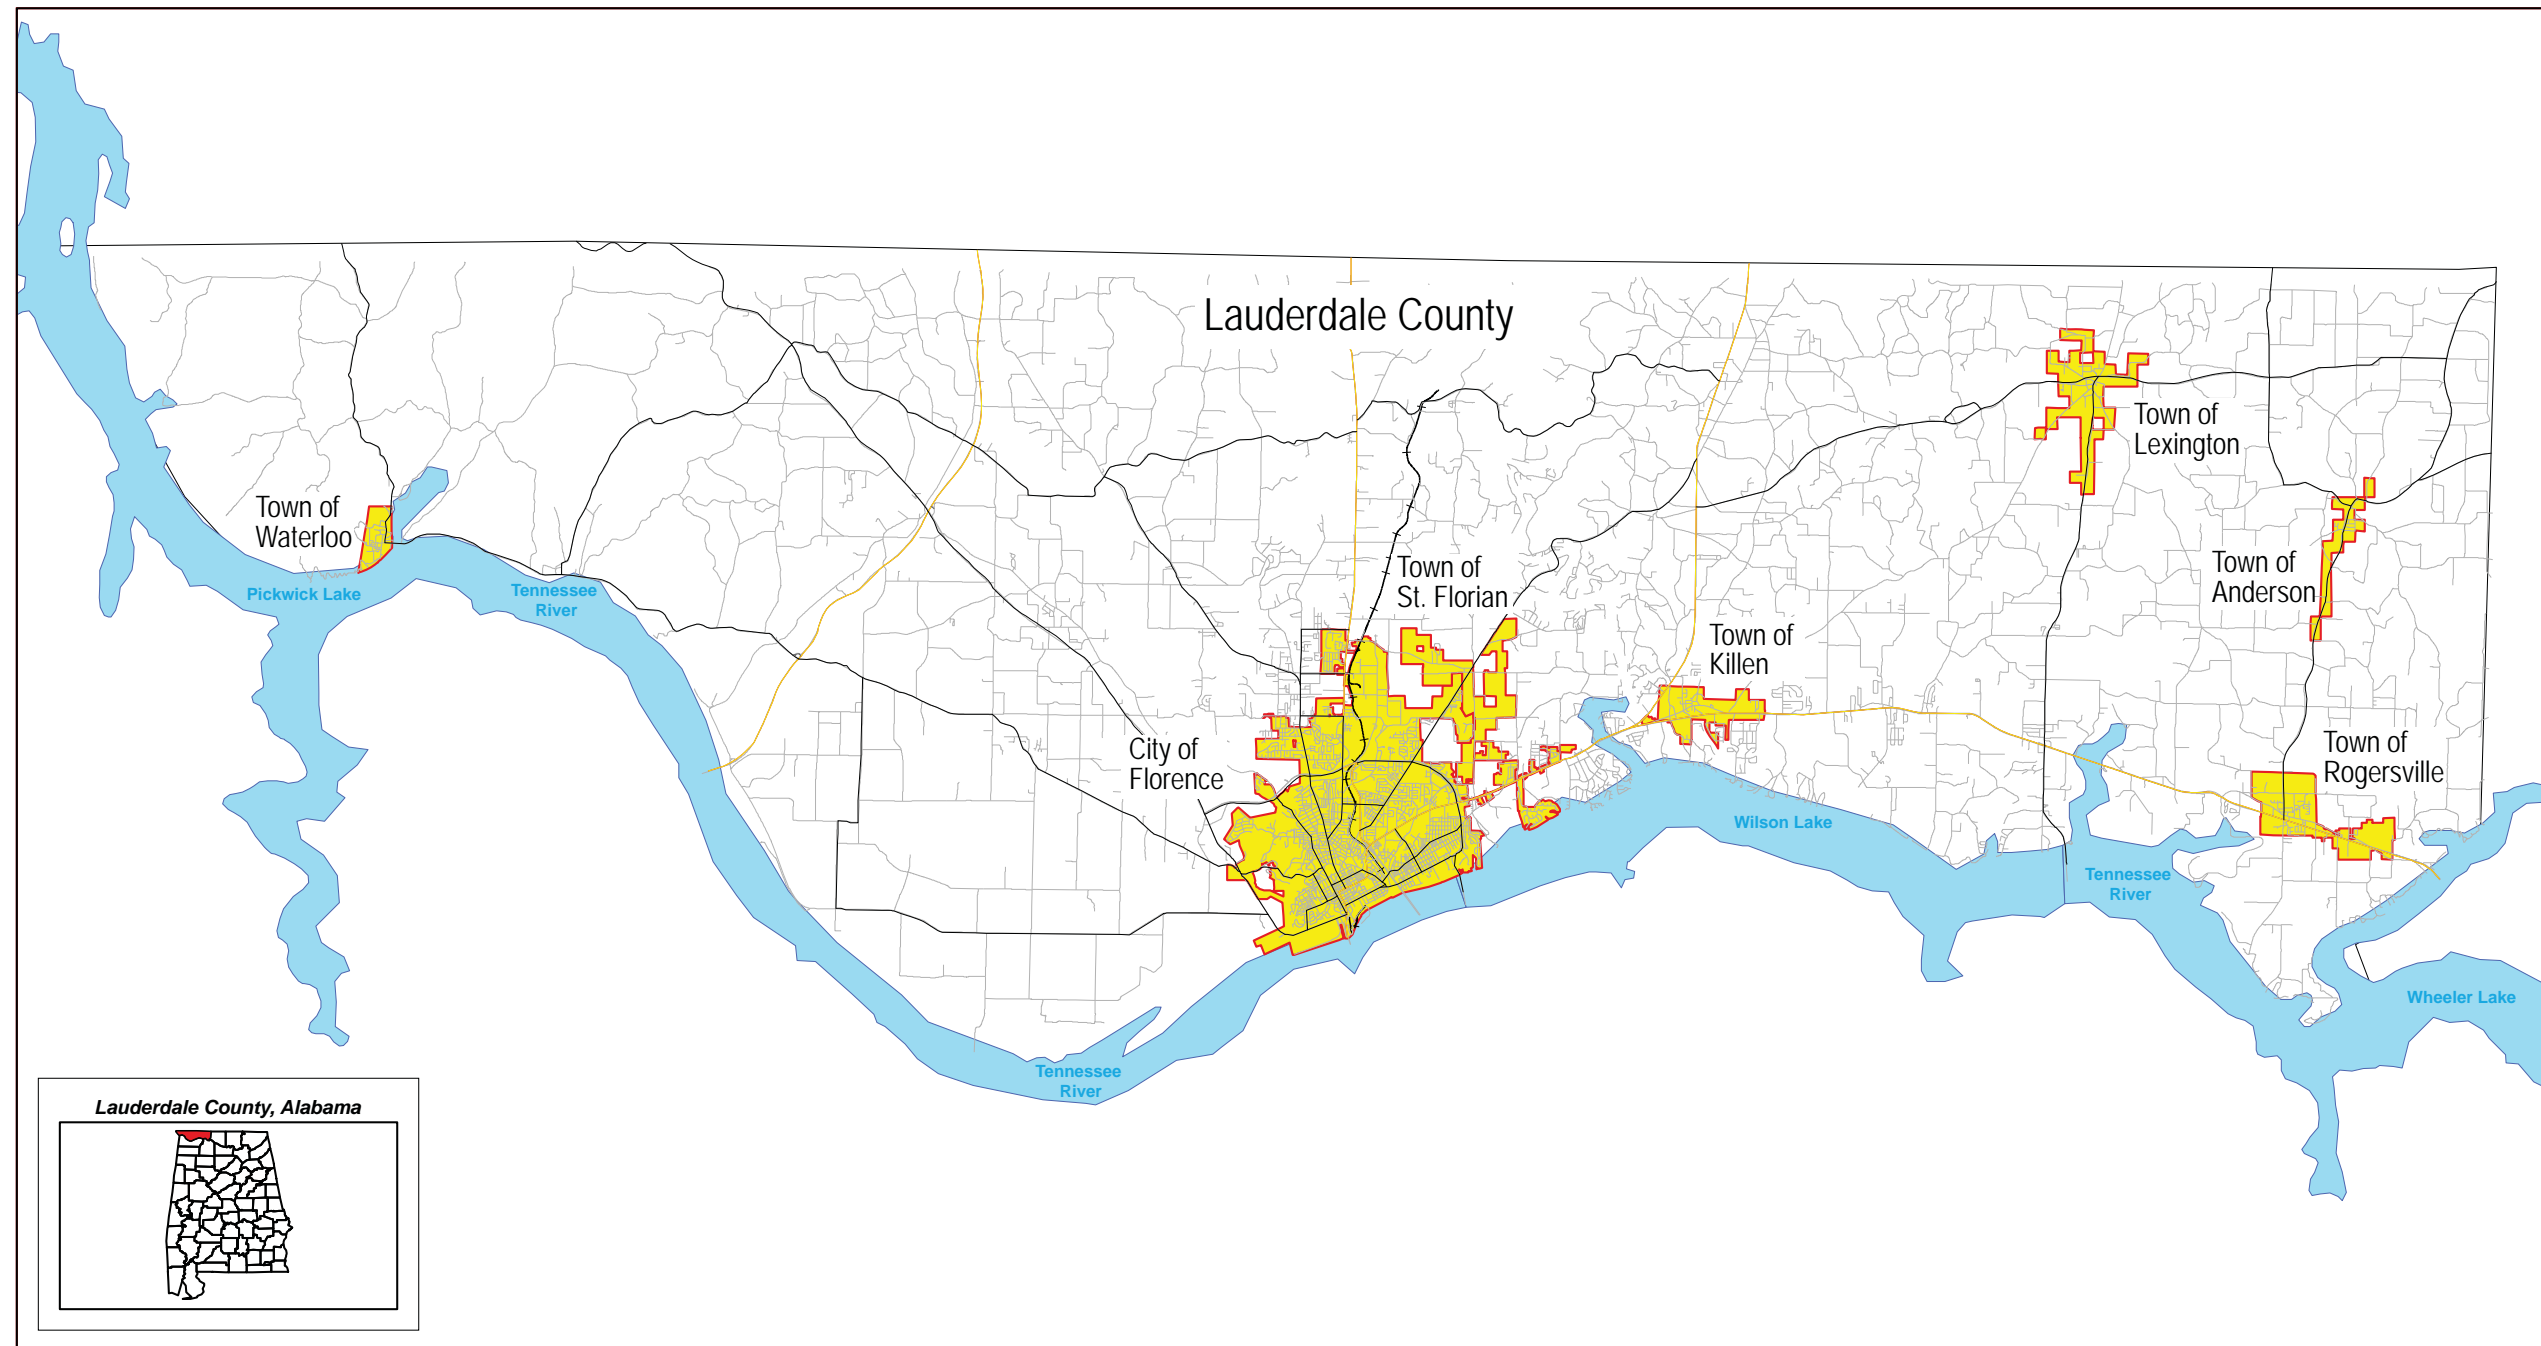 Lauderdale County
Town of
Lexington
Town of
Waterloo
Town of
St. Florian
Town of
Anderson
Pickwick Lake
Tennessee
River
Town of
Killen
City of
Florence
Town of
Rogersville
Wilson Lake
Tennessee
River
Wheeler Lake
Tennessee
River
Lauderdale County, Alabama